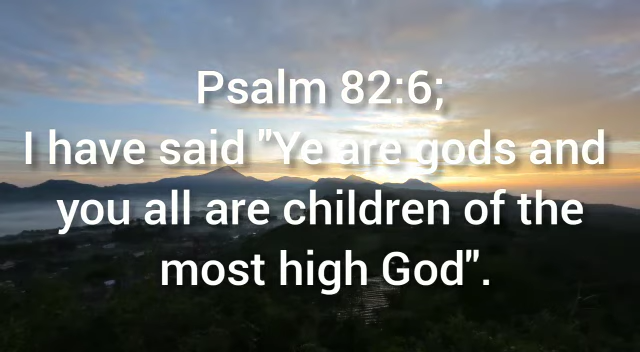 Psalm 82:6;
I have said "Ye are gods and
you all are children of the
most high God".